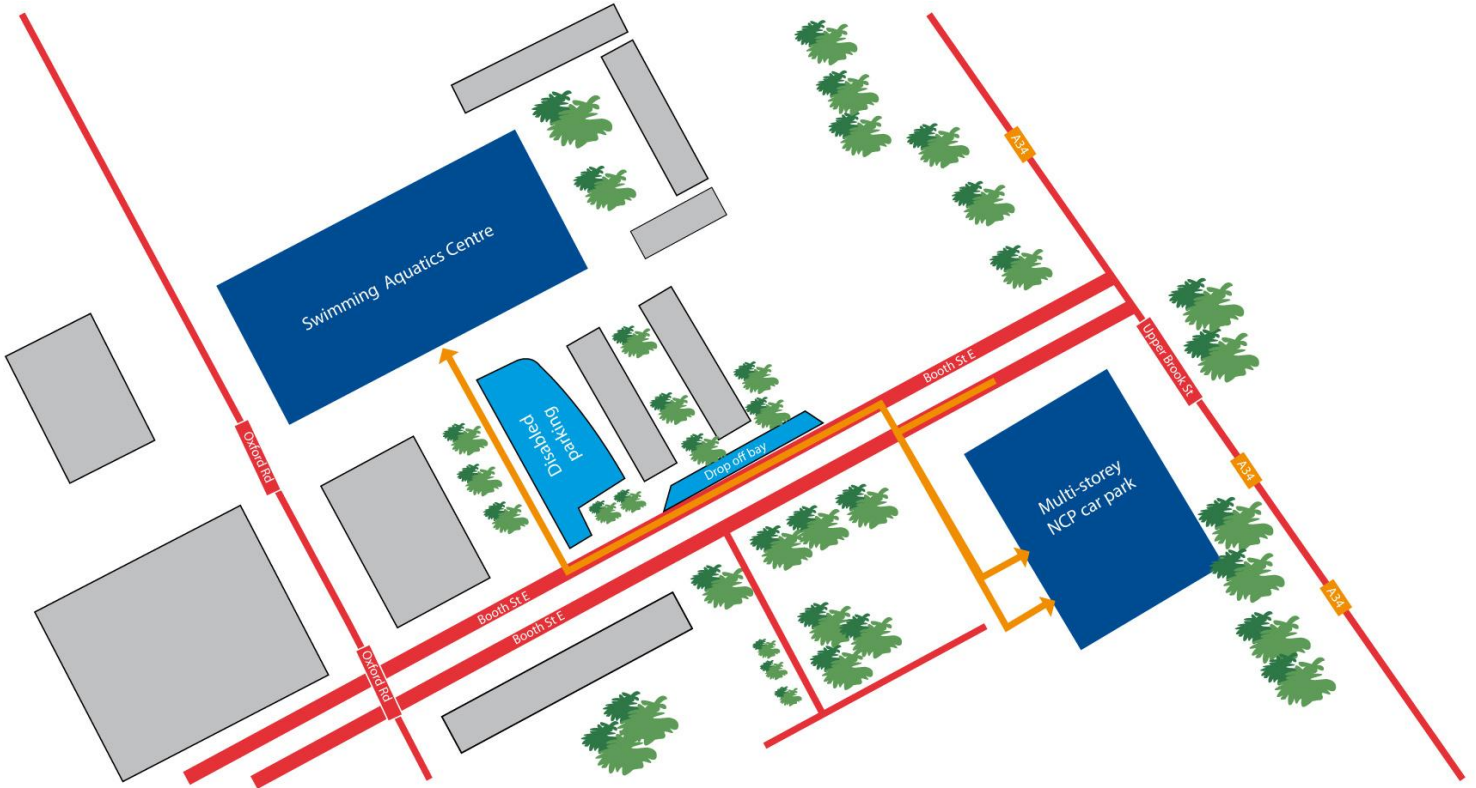 A34
Swimming Aquatics Centre
Booth St E
Upper Brook St
Oxford Rd
Disabled
parking
Drop off bay
Multi-storey
NCP car park
A34
A34
Booth St E
Booth St E
Oxford Rd